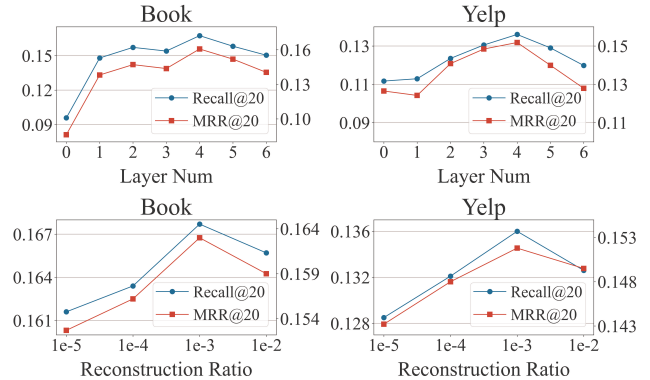 Book
0.15
0.12
0.09
0.16
0.13
0.10
Recall@20
MRR@20
0 1 2 3 4 5 6
Layer Num
Yelp
0.13
0.11
0.09
0.15
0.13
0.11
Recall@20
MRR@20
0 1 2 3 4 5 6
Layer Num
Book
0.167
0.164
0.161
0.164
0.159
0.154
Recall@20
MRR@20
1e-5 1e-4 1e-3 1e-2
Reconstruction Ratio
Yelp
0.136
0.132
0.128
0.153
0.148
0.143
Recall@20
MRR@20
1e-5 1e-4 1e-3 1e-2
Reconstruction Ratio